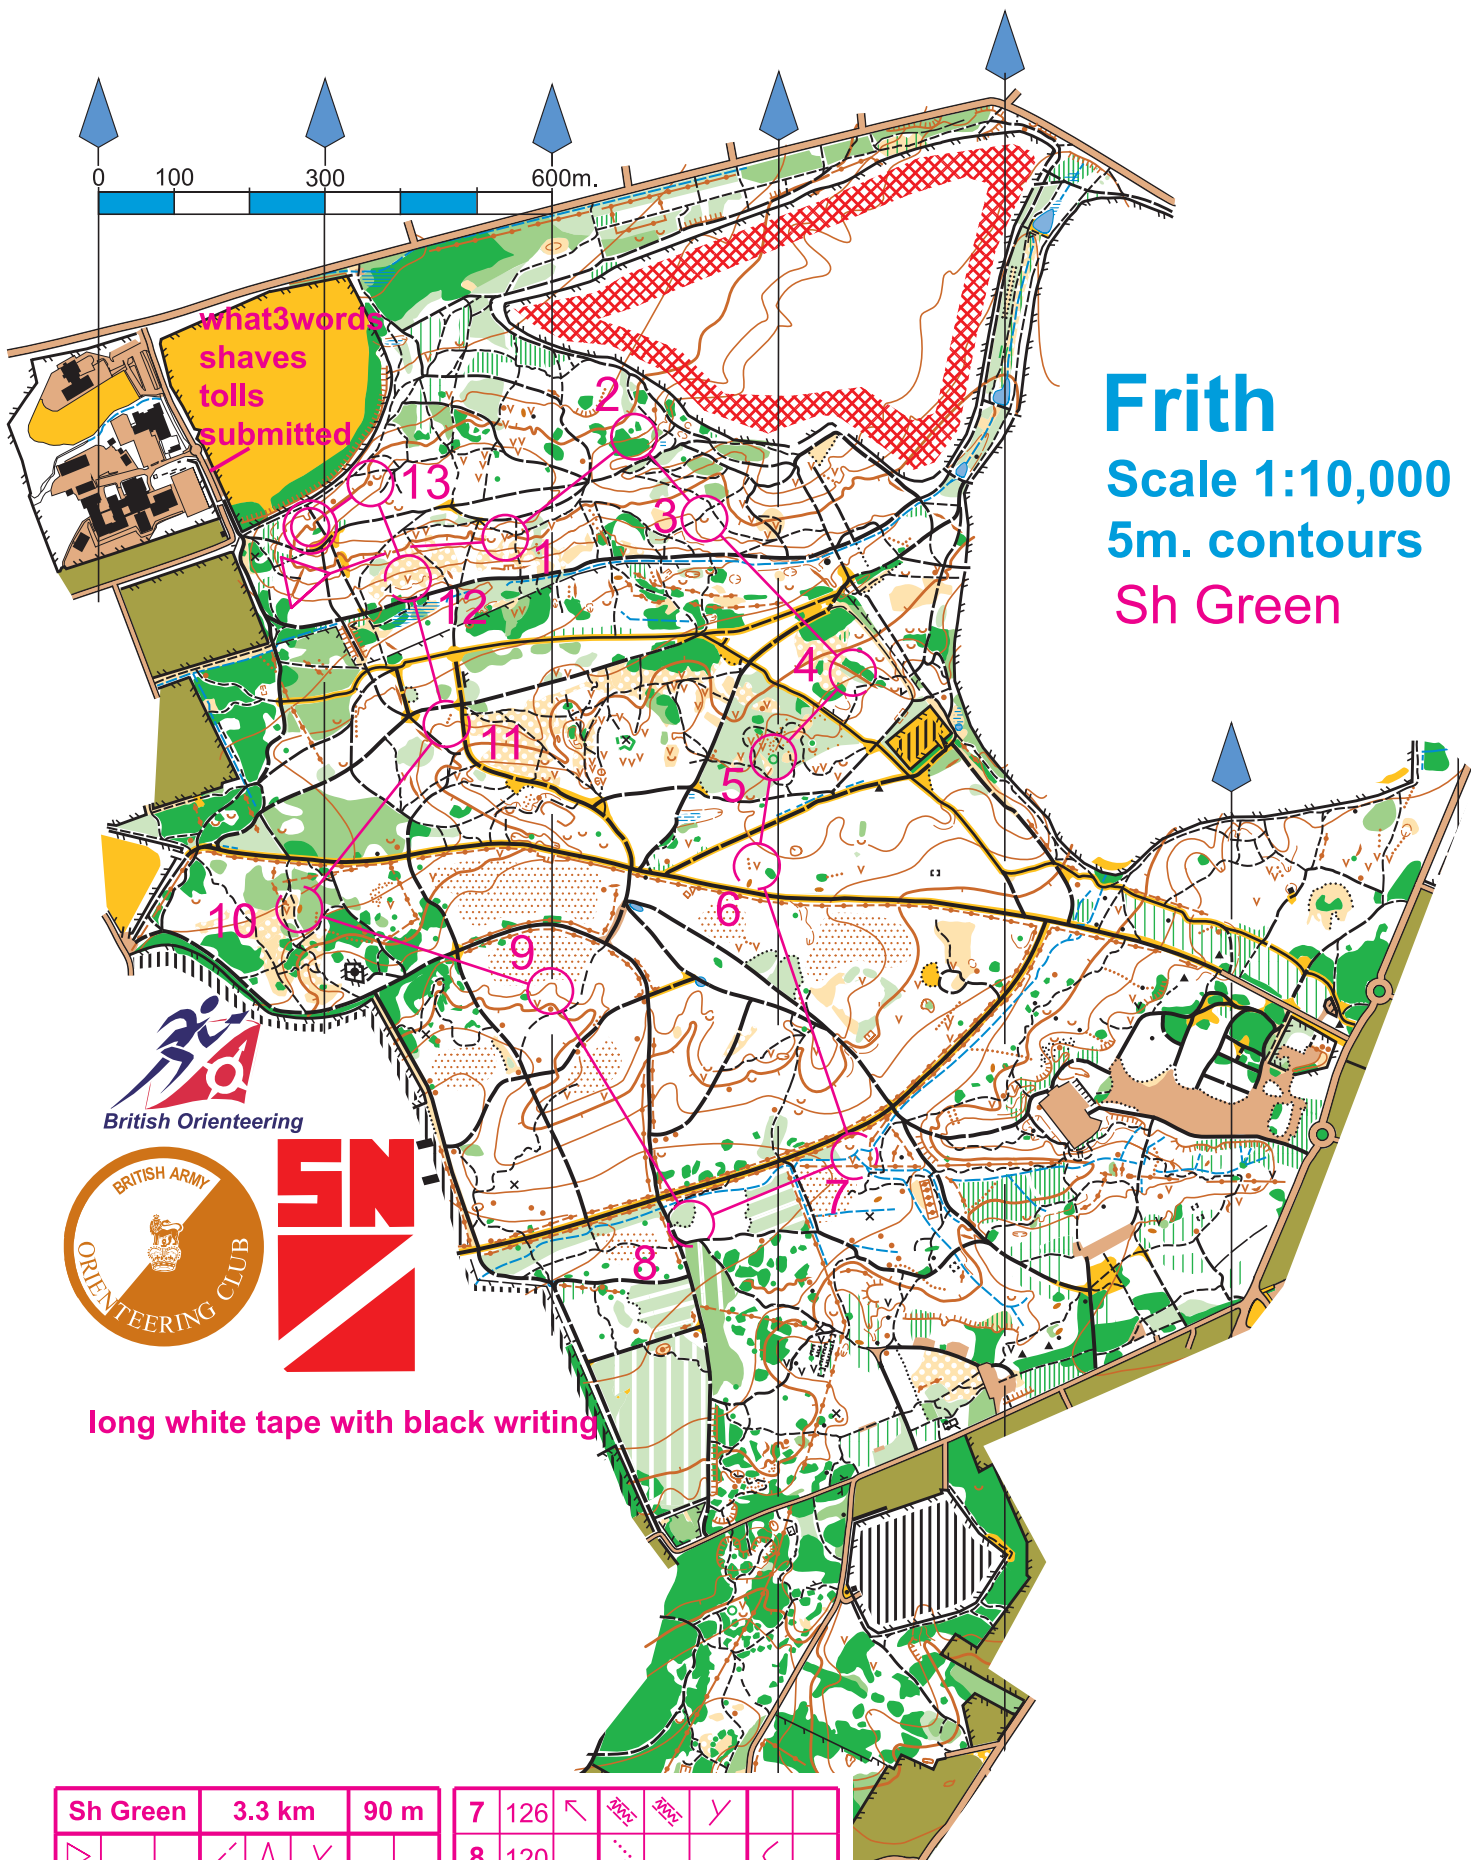 0 100 300 600m.
what3words
shaves
tolls
submitted
Frith
Scale 1:10,000
5m. contours
Sh Green
2
13
3
1
12
4
11
5
10
6
9
7
8
British Orienteering
BRITISH ARMY
ORIENTEERING CLUB
SN
long white tape with black writing
Sh Green 3.3 km 90 m
7 126
8 120